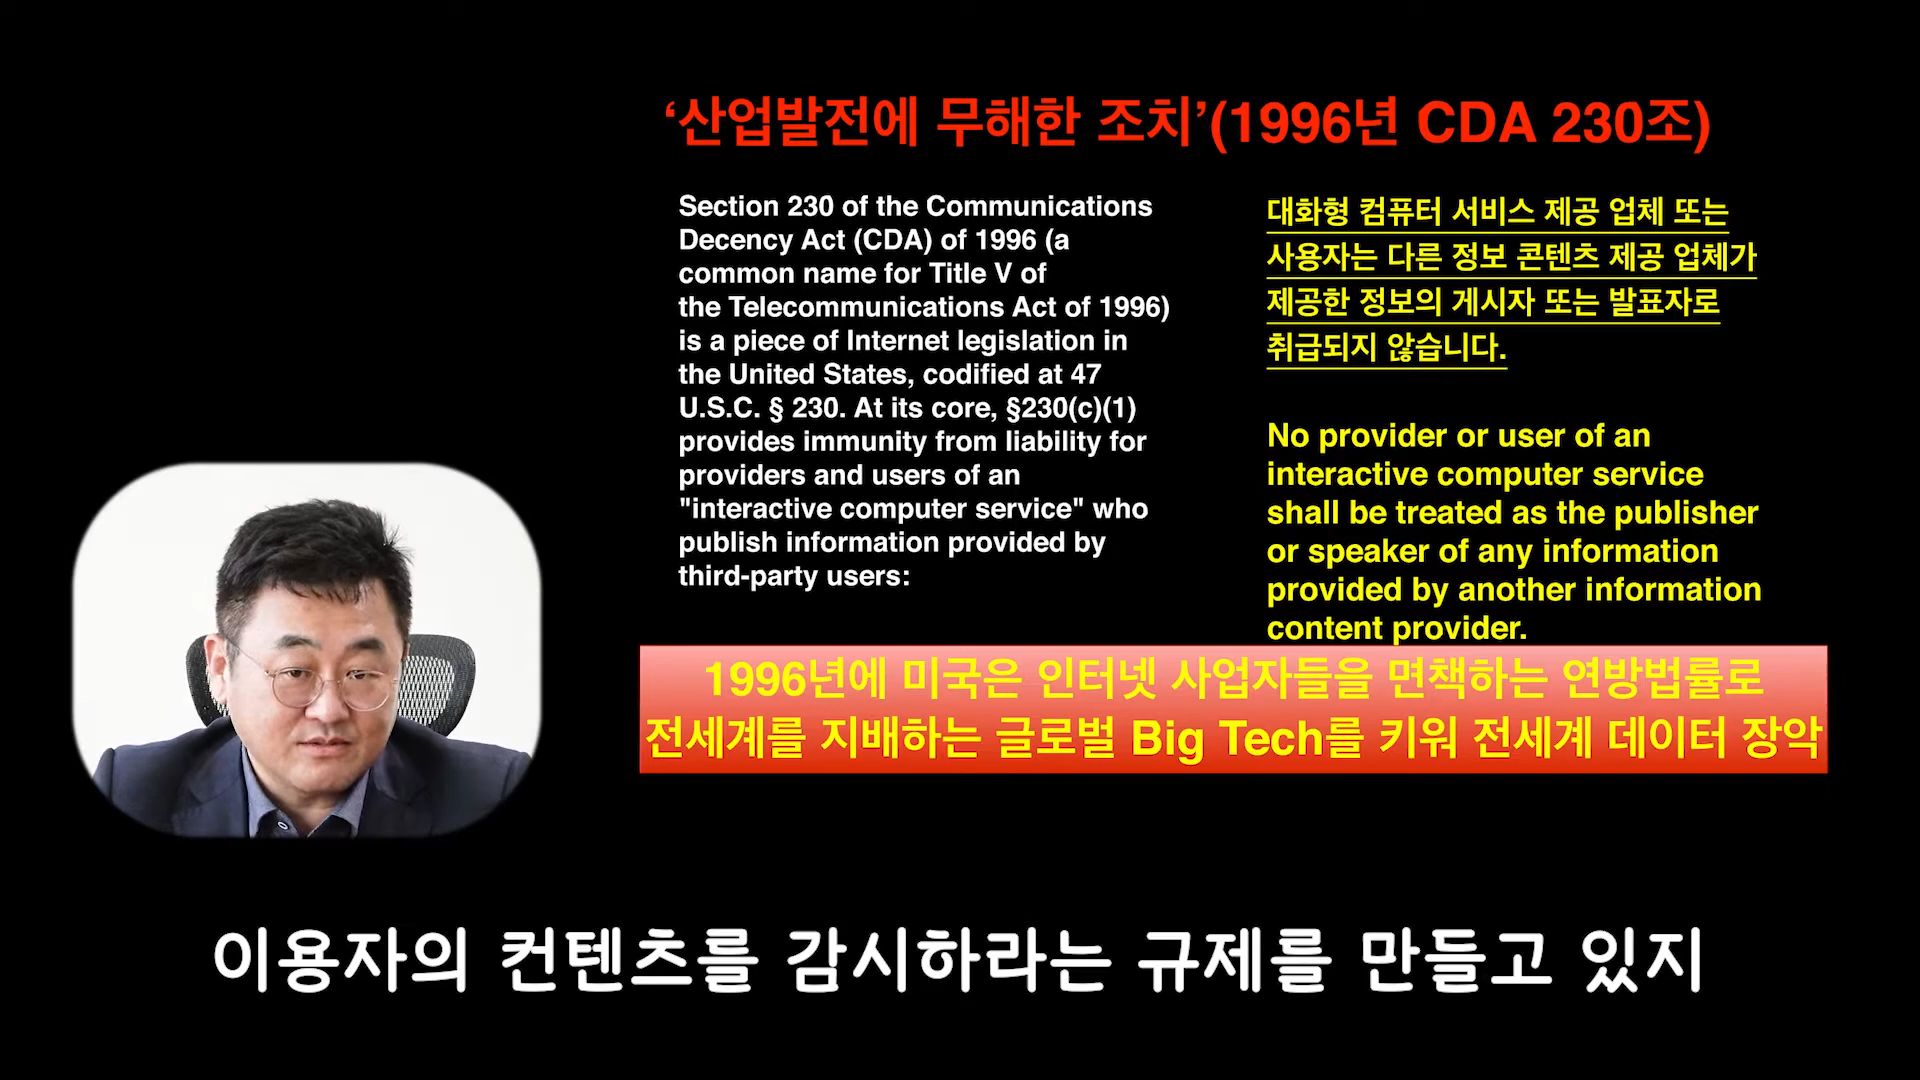 ‘산업발전에 무해한 조치’(1996년 CDA 230조)
Section 230 of the Communications
Decency Act (CDA) of 1996 (a
common name for Title V of
the Telecommunications Act of 1996)
is a piece of Internet legislation in
the United States, codified at 47
U.S.C. § 230. At its core, §230(c)(1)
provides immunity from liability for
providers and users of an
"interactive computer service" who
publish information provided by
third-party users:
대화형 컴퓨터 서비스 제공 업체 또는
사용자는 다른 정보 콘텐츠 제공 업체가
제공한 정보의 게시자 또는 발표자로
취급되지 않습니다.
No provider or user of an
interactive computer service
shall be treated as the publisher
or speaker of any information
provided by another information
content provider.
1996년에 미국은 인터넷 사업자들을 면책하는 연방법률로
전세계를 지배하는 글로벌 Big Tech를 키워 전세계 데이터 장악
이용자의 컨텐츠를 감시하라는 규제를 만들고 있지